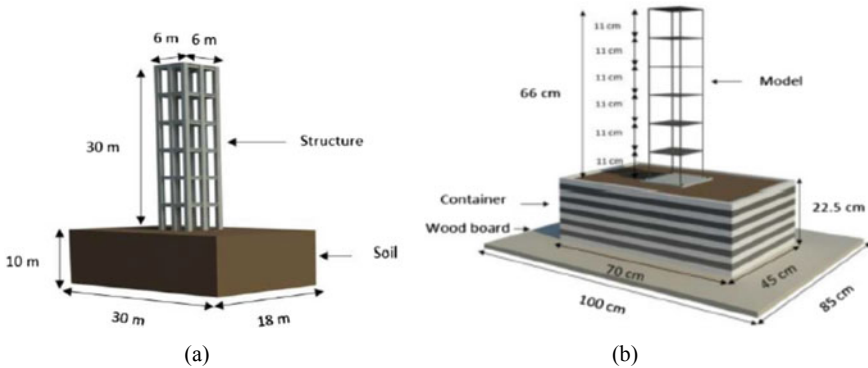 6 m 6 m
30 m
Structure
10 m
Soil
30 m
18 m
(a)
11 cm
11 cm
11 cm
11 cm
11 cm
11 cm
66 cm
Model
Container
Wood board
22.5 cm
70 cm
45 cm
100 cm
85 cm
(b)